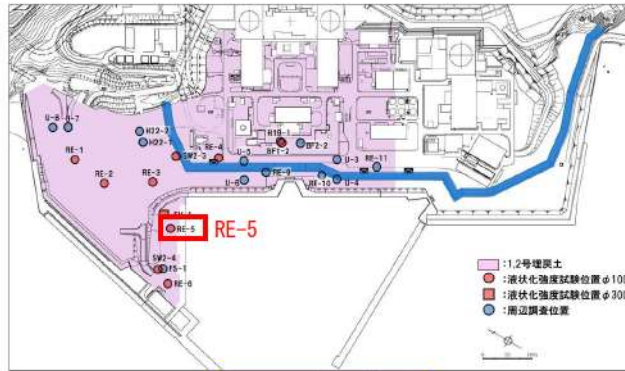 U-8
U-7
H22-2
H22-7
RE-1
RE-2
RE-3
SW2-3
RE-4
H19-1
BF1-2
BF2-2
U-5
U-6
RE-9
U-3
RE-10
U-4
RE-11
RE-5
RE-5
SW2-4
FS-1
RE-6
:1,2号埋戻土
:液状化強度試験位置φ100
:液状化強度試験位置φ300
:周辺調査位置